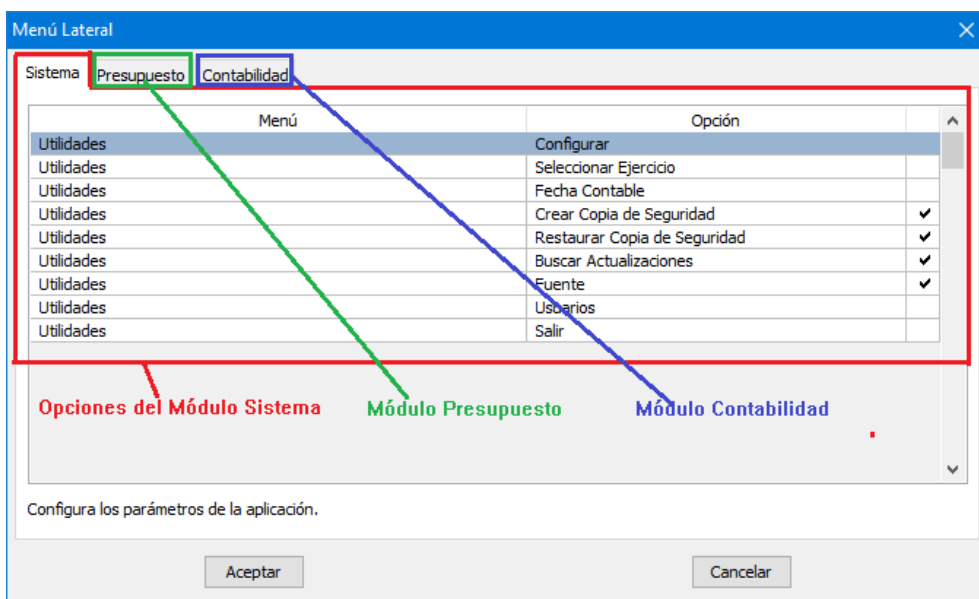 Menú Lateral
Sistema Presupuesto Contabilidad
Menú Opción
Utilidades Configurar
Utilidades Seleccionar Ejercicio
Utilidades Fecha Contable
Utilidades Crear Copia de Seguridad
Utilidades Restaurar Copia de Seguridad
Utilidades Buscar Actualizaciones
Utilidades Fuente
Utilidades Usuarios
Utilidades Salir
Opciones del Módulo Sistema Módulo Presupuesto Módulo Contabilidad
Configura los parámetros de la aplicación.
Aceptar Cancelar